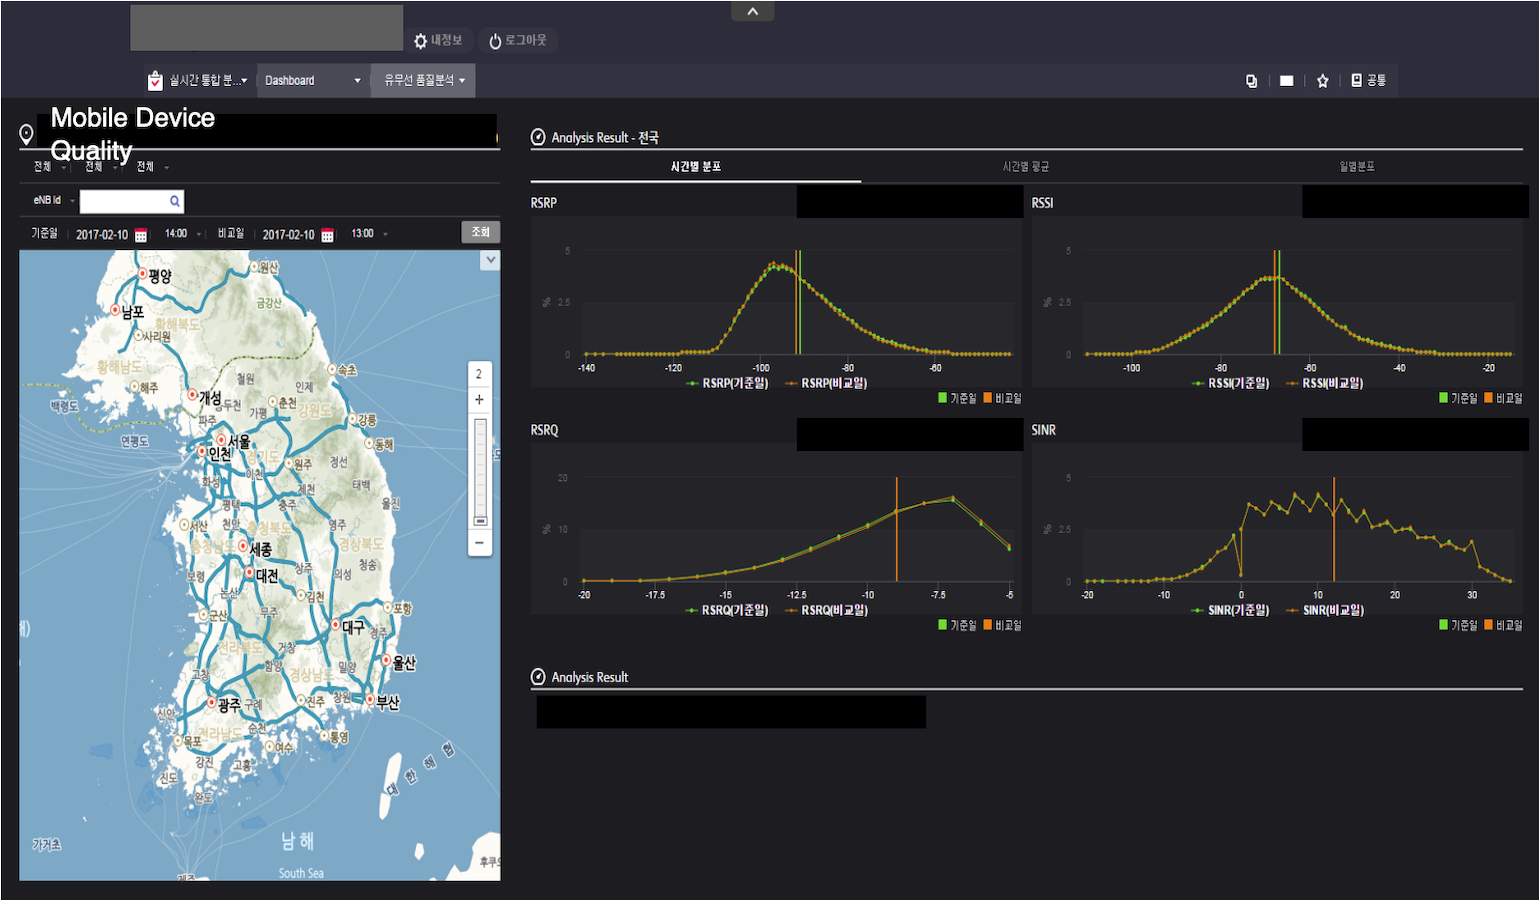 내정보 로그아웃
실시간 통합 분... Dashboard 유무선 품질분석 공통
Mobile Device
Quality
전체 전체 전체
eNB Id
기준일 2017-02-10 14:00 비교일 2017-02-10 13:00 조회
평양
원산
남포
금강산
황해북도
사리원
황해남도
해주
개성
철원
인제
속초
백령도
동두천
춘천
강원도
파주
가평
강릉
연평도
서울
동해
인천
경기도
원주
정선
화성
이천
제천
태백
평택
충주
울진
서산
천안
충청북도
영주
충청남도
세종
경상북도
보령
대전
상주
의성
청송
논산
김천
군산
무주
포항
대구
경주
전라북도
거창
함양
밀양
울산
고창
경상남도
광주
구례
진주
창원
부산
신안
순천
전라남도
목포
여수
통영
강진
고흥
진도
완도
대한해협
가거초
남해
South Sea
제주
2
+
−
Analysis Result - 전국
시간별 분포 시간별 평균 일별분포
RSRP
5
2.5
0
%
-140 -120 -100 -80 -60
RSRP(기준일) RSRP(비교일)
기준일 비교일
RSSI
5
2.5
0
%
-100 -80 -60 -40 -20
RSSI(기준일) RSSI(비교일)
기준일 비교일
RSRQ
20
10
0
%
-20 -17.5 -15 -12.5 -10 -7.5 -5
RSRQ(기준일) RSRQ(비교일)
기준일 비교일
SINR
5
2.5
0
%
-20 -10 0 10 20 30
SINR(기준일) SINR(비교일)
기준일 비교일
Analysis Result